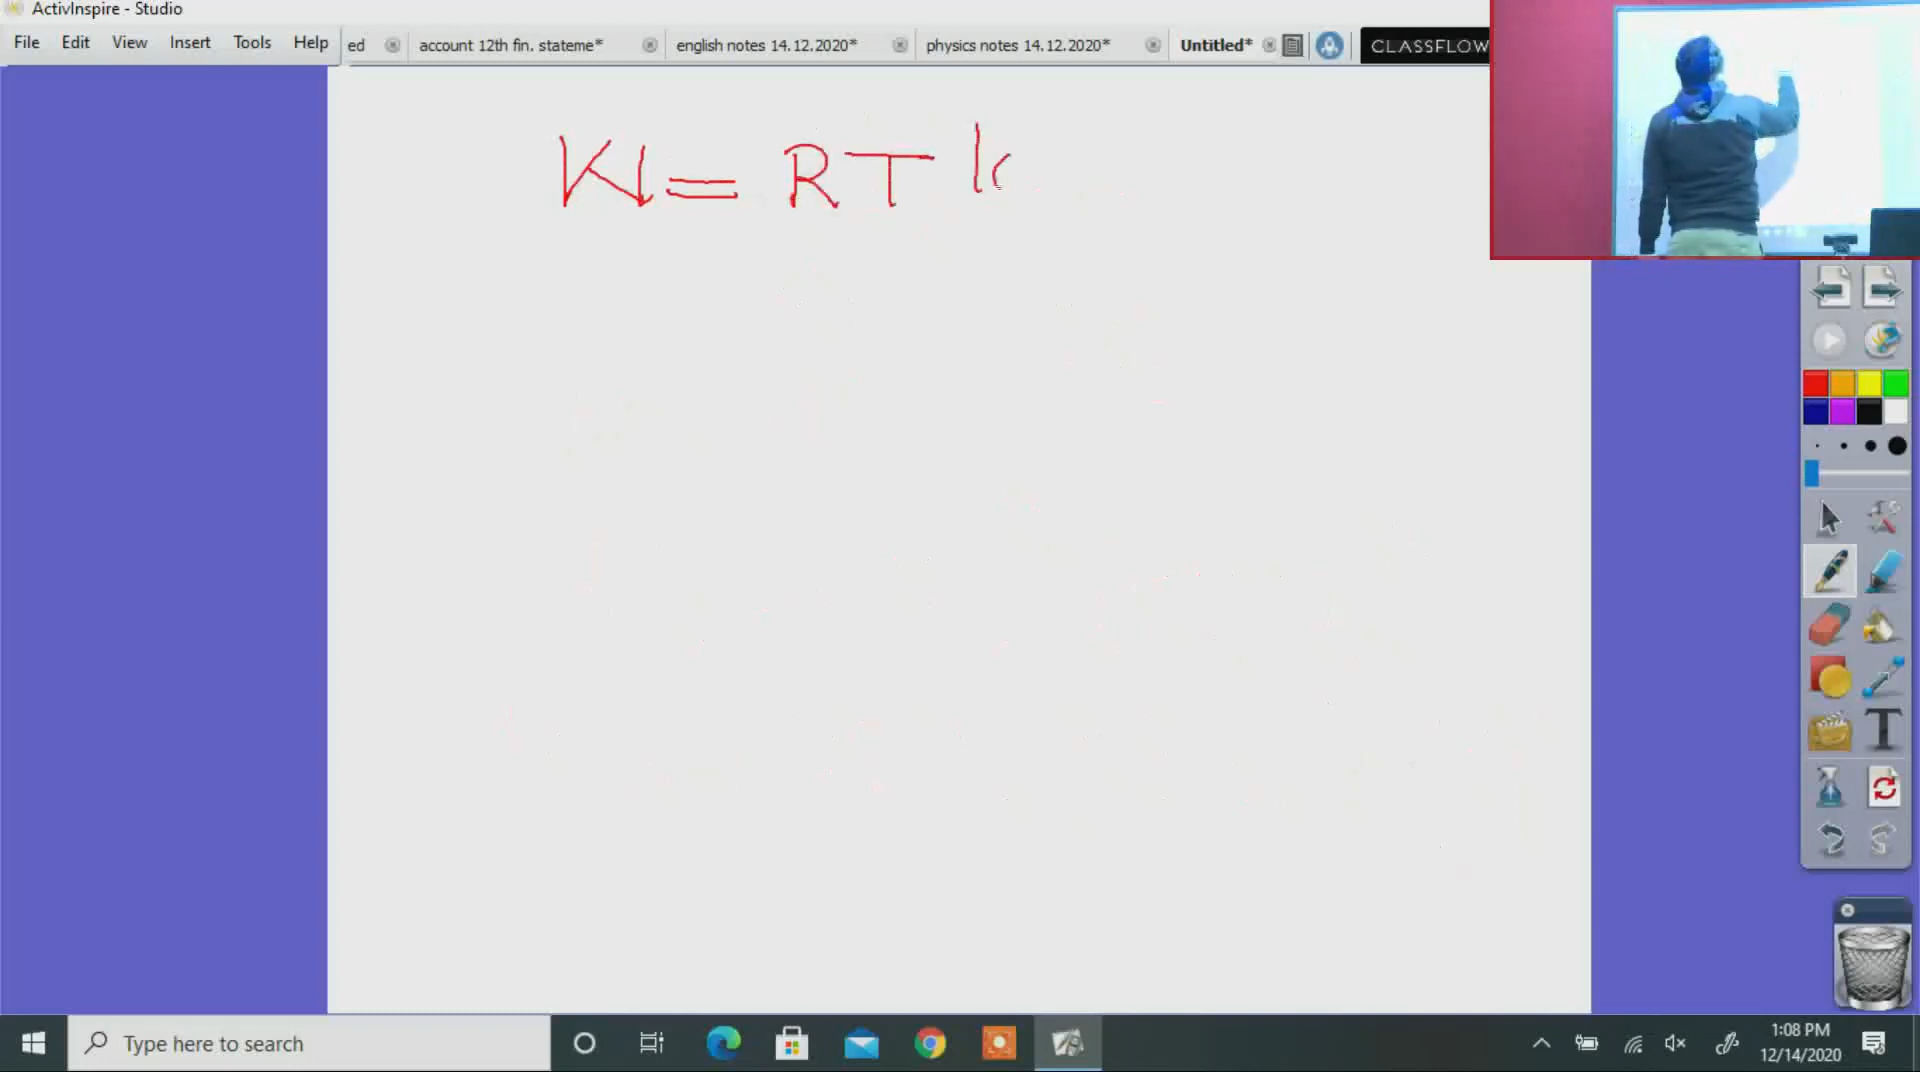 ActivInspire - Studio
File Edit View Insert Tools Help ed account 12th fin. stateme* english notes 14.12.2020* physics notes 14.12.2020* Untitled* CLASSFLOW
= RT
T
Type here to search
1:08 PM
12/14/2020